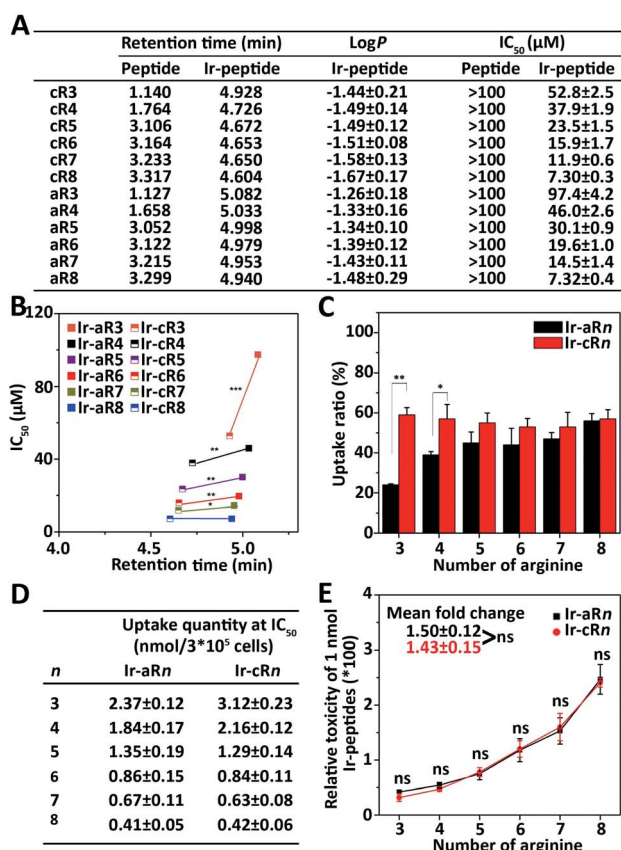 A
Retention time (min) LogP IC50 (µM)
Peptide Ir-peptide Ir-peptide Peptide Ir-peptide
cR3 1.140 4.928 -1.44±0.21 >100 52.8±2.5
cR4 1.764 4.726 -1.49±0.14 >100 37.9±1.9
cR5 3.106 4.672 -1.49±0.12 >100 23.5±1.5
cR6 3.164 4.653 -1.51±0.08 >100 15.9±1.7
cR7 3.233 4.650 -1.58±0.13 >100 11.9±0.6
cR8 3.317 4.604 -1.67±0.17 >100 7.30±0.3
aR3 1.127 5.082 -1.26±0.18 >100 97.4±4.2
aR4 1.658 5.033 -1.33±0.16 >100 46.0±2.6
aR5 3.052 4.998 -1.34±0.10 >100 30.1±0.9
aR6 3.122 4.979 -1.39±0.12 >100 19.6±1.0
aR7 3.215 4.953 -1.43±0.11 >100 14.5±1.4
aR8 3.299 4.940 -1.48±0.29 >100 7.32±0.4
B
120
80
40
0
IC50 (µM)
Ir-aR3 Ir-cR3
Ir-aR4 Ir-cR4
Ir-aR5 Ir-cR5
Ir-aR6 Ir-cR6
Ir-aR7 Ir-cR7
Ir-aR8 Ir-cR8
***
**
**
**
*
4.0 4.5 5.0
Retention time (min)
C
Ir-aRn
Ir-cRn
100
80
60
40
20
Uptake ratio (%)
**
*
3 4 5 6 7 8
Number of arginine
D
Uptake quantity at IC50
(nmol/3*10^5 cells)
n Ir-aRn Ir-cRn
3 2.37±0.12 3.12±0.23
4 1.84±0.17 2.16±0.12
5 1.35±0.19 1.29±0.14
6 0.86±0.15 0.84±0.11
7 0.67±0.11 0.63±0.08
8 0.41±0.05 0.42±0.06
E
4
3
2
1
0
Relative toxicity of 1 nmol
Ir-peptides (*100)
Mean fold change
1.50±0.12
1.43±0.15
>ns
Ir-aRn
Ir-cRn
ns ns ns ns ns ns
3 4 5 6 7 8
Number of arginine